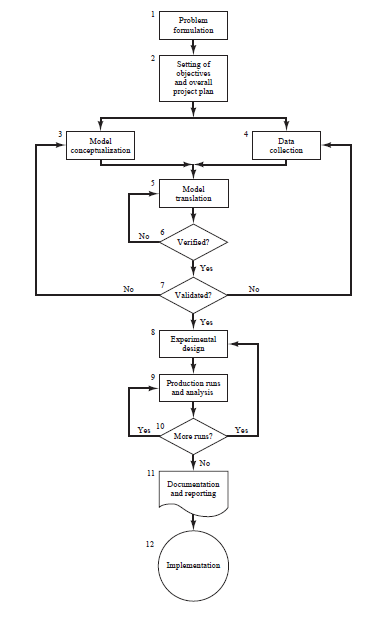 1
Problem
formulation
2
Setting of
objectives
and overall
project plan
3
Model
conceptualization
4
Data
collection
5
Model
translation
No
6
Verified?
Yes
No
7
Validated?
No
Yes
8
Experimental
design
9
Production runs
and analysis
Yes
10
More runs?
Yes
No
11
Documentation
and reporting
12
Implementation